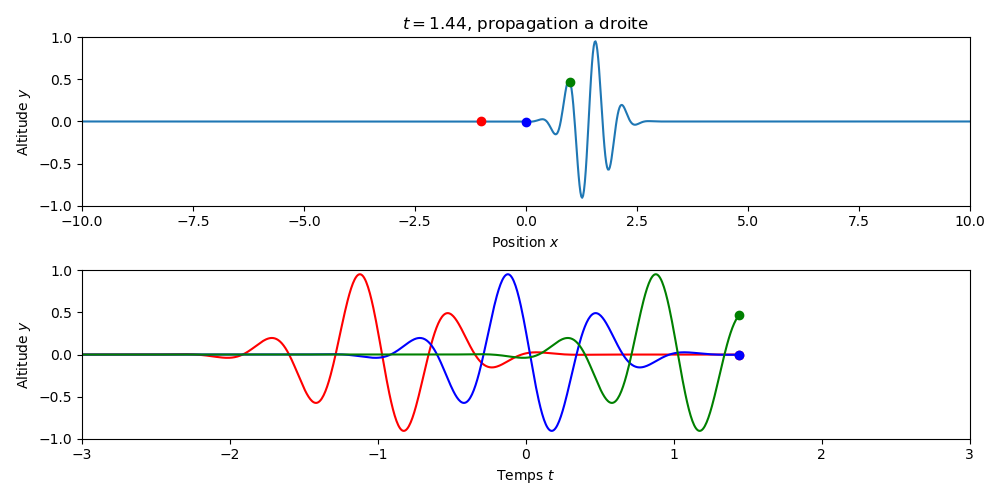 t = 1.44, propagation a droite
Altitude y
1.0
0.5
0.0
−0.5
−1.0
−10.0 −7.5 −5.0 −2.5 0.0 2.5 5.0 7.5 10.0
Position x
Altitude y
1.0
0.5
0.0
−0.5
−1.0
−3 −2 −1 0 1 2 3
Temps t